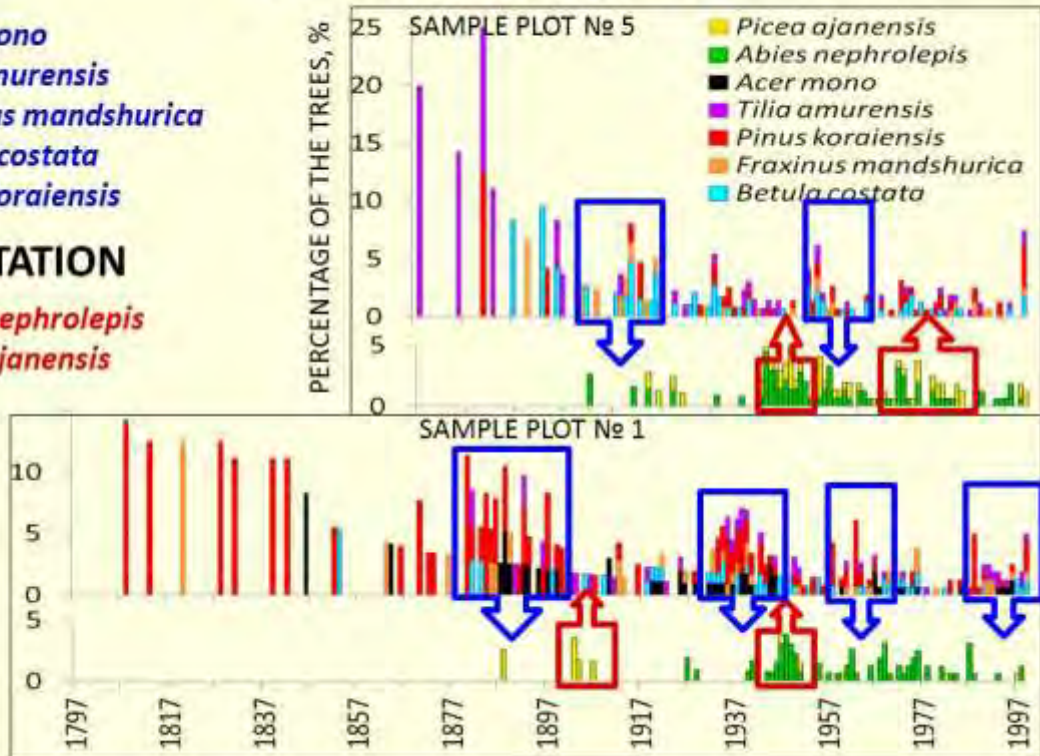 ono
nurensis
us mandshurica
costata
oraiensis
TATION
ephrolepis
janensis
PERCENTAGE OF THE TREES, %
SAMPLE PLOT № 5
Picea ajanensis
Abies nephrolepis
Acer mono
Tilia amurensis
Pinus koraiensis
Fraxinus mandshurica
Betula costata
25
20
15
10
5
0
5
0
SAMPLE PLOT № 1
10
5
0
5
0
1797 1817 1837 1857 1877 1897 1917 1937 1957 1977 1997